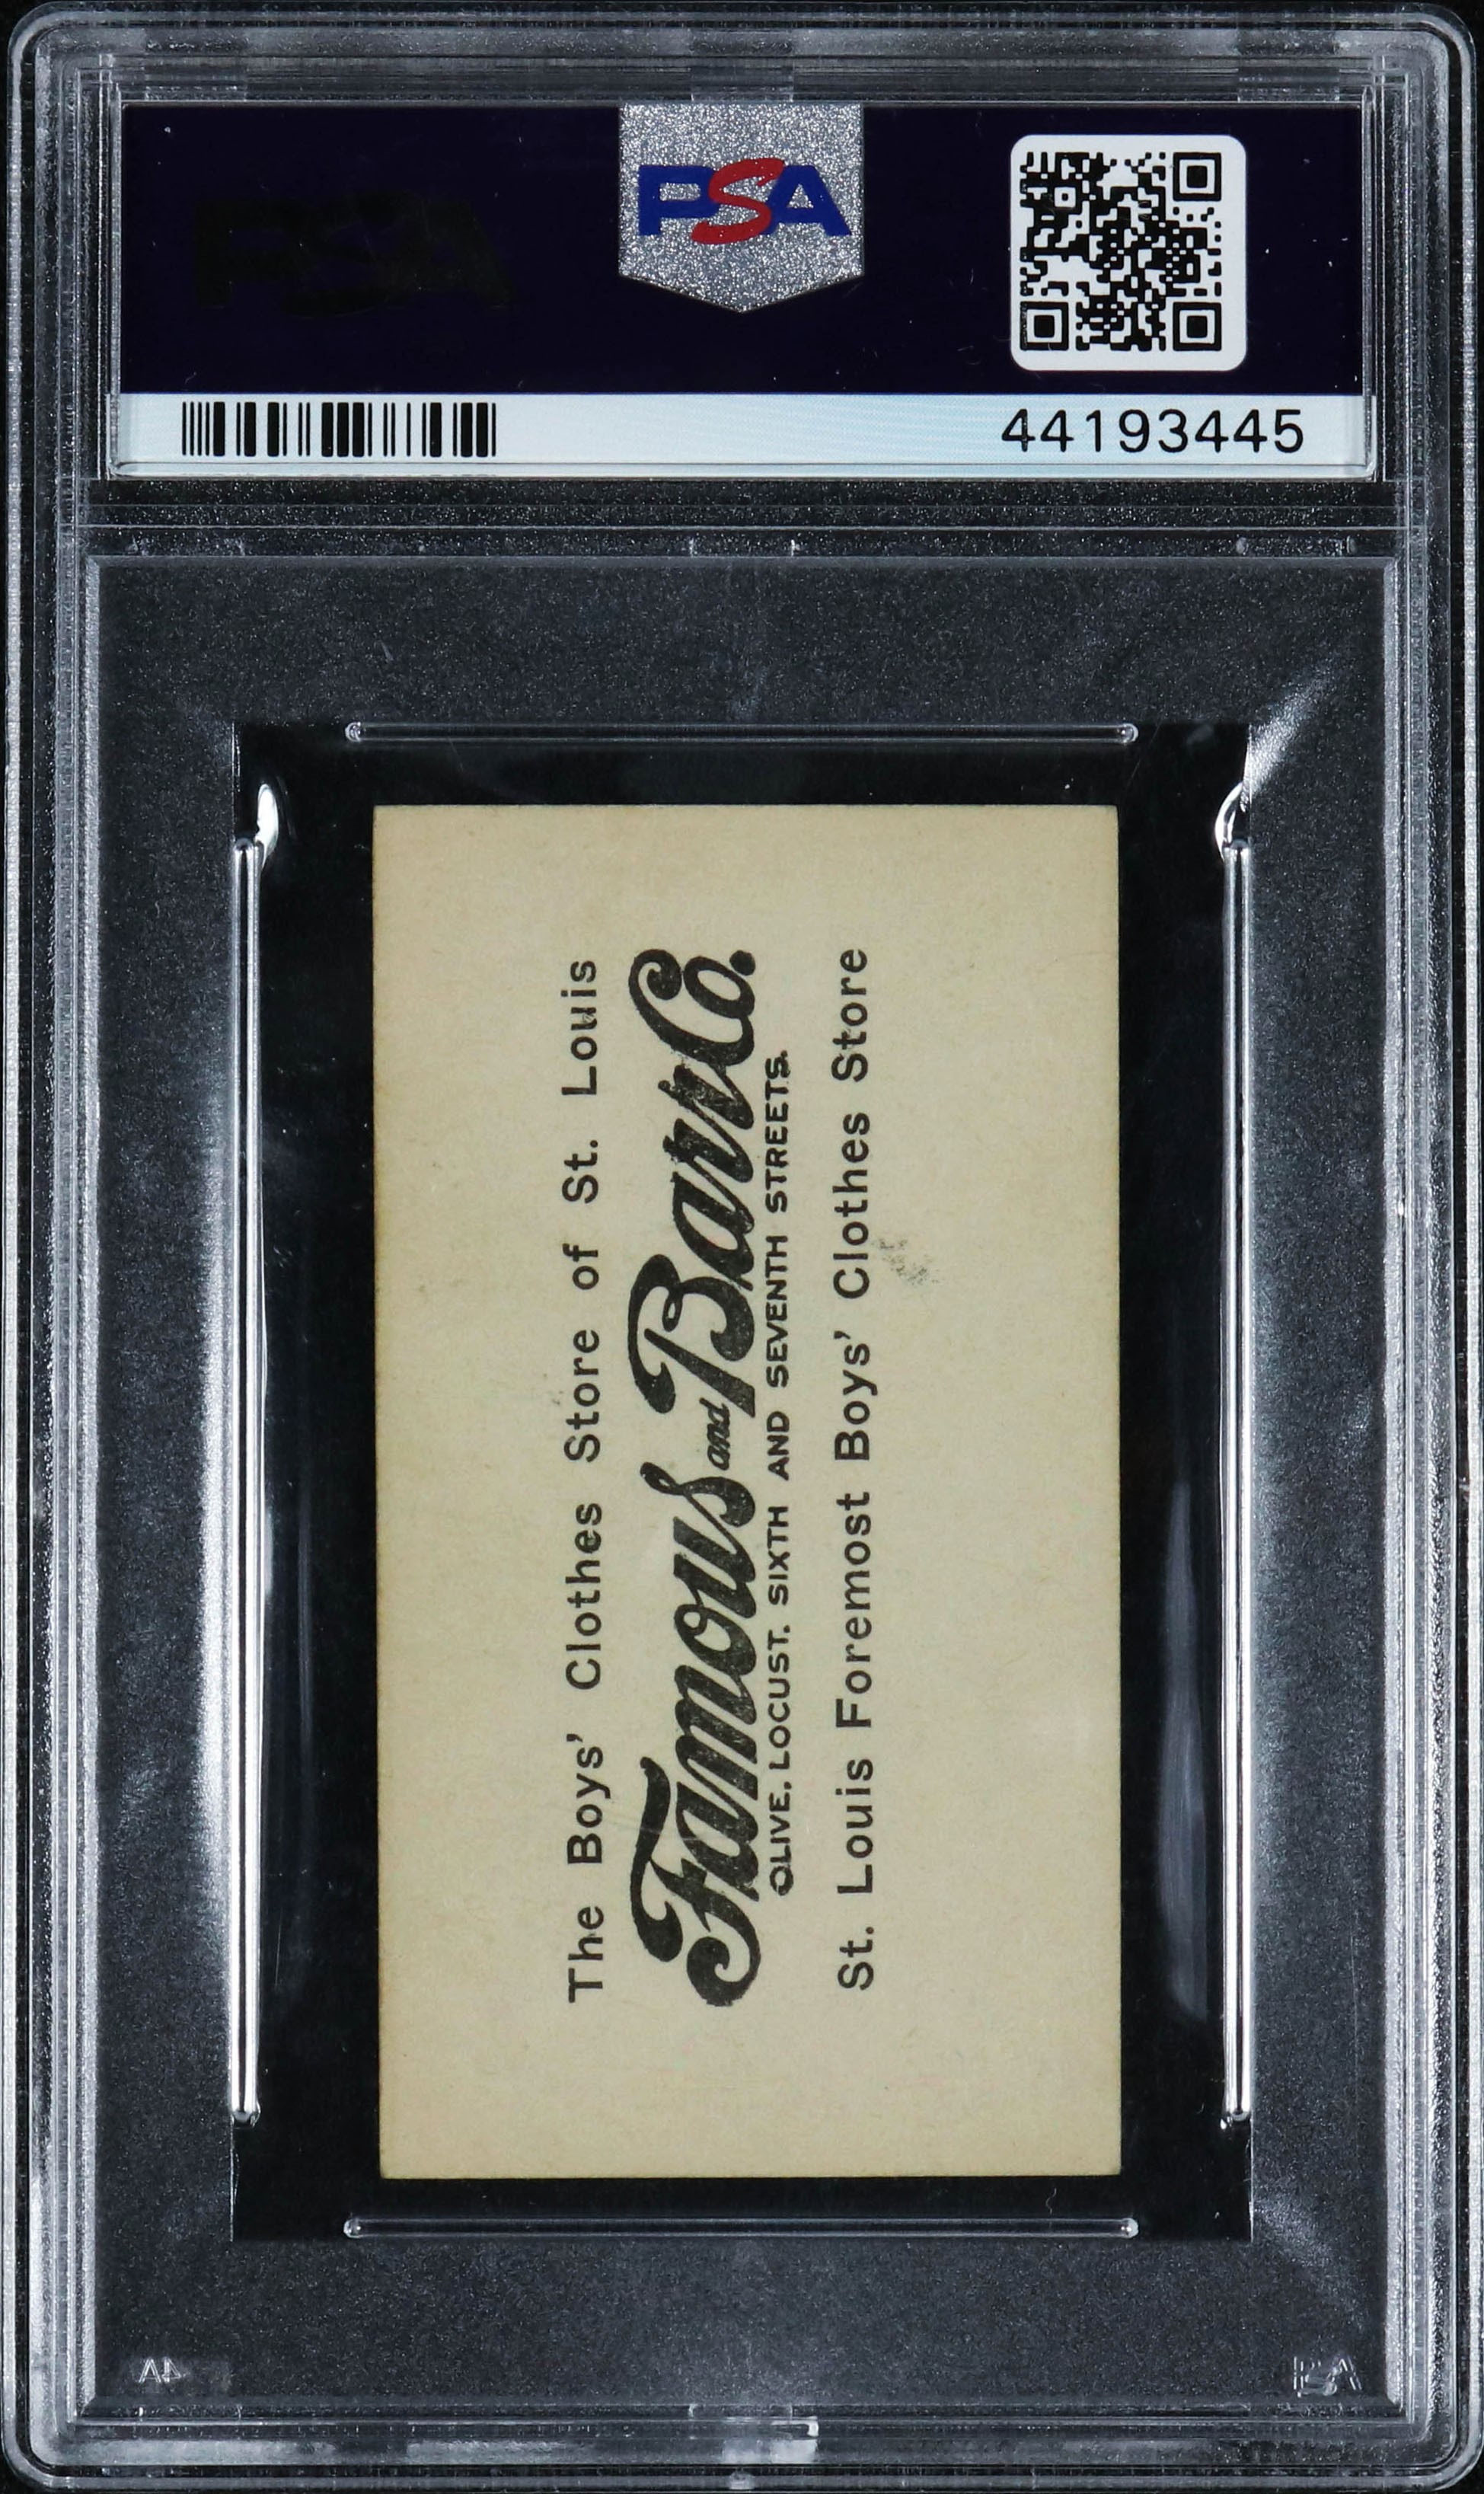 PSA
44193445
The Boys' Clothes Store of St. Louis
Famous and Barr Co.
OLIVE, LOCUST, SIXTH AND SEVENTH STREETS.
St. Louis Foremost Boys' Clothes Store
PSA